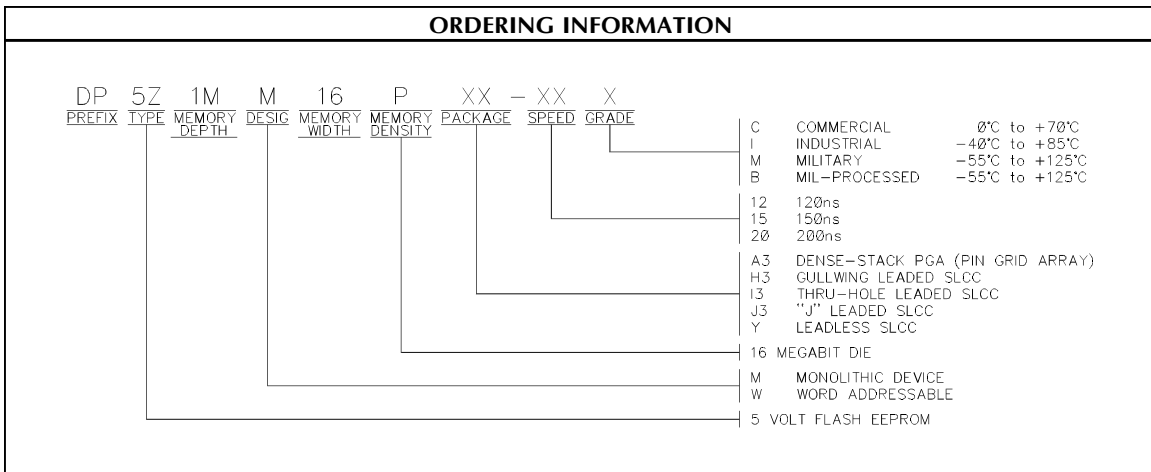 ORDERING INFORMATION
DP 5Z 1M M 16 P XX - XX X
PREFIX TYPE MEMORY DEPTH DESIG MEMORY WIDTH MEMORY DENSITY PACKAGE SPEED GRADE
C COMMERCIAL 0°C to +70°C
I INDUSTRIAL -40°C to +85°C
M MILITARY -55°C to +125°C
B MIL-PROCESSED -55°C to +125°C
12 120ns
15 150ns
20 200ns
A3 DENSE-STACK PGA (PIN GRID ARRAY)
H3 GULLWING LEADED SLCC
I3 THRU-HOLE LEADED SLCC
J3 "J" LEADED SLCC
Y LEADLESS SLCC
16 MEGABIT DIE
M MONOLITHIC DEVICE
W WORD ADDRESSABLE
5 VOLT FLASH EEPROM